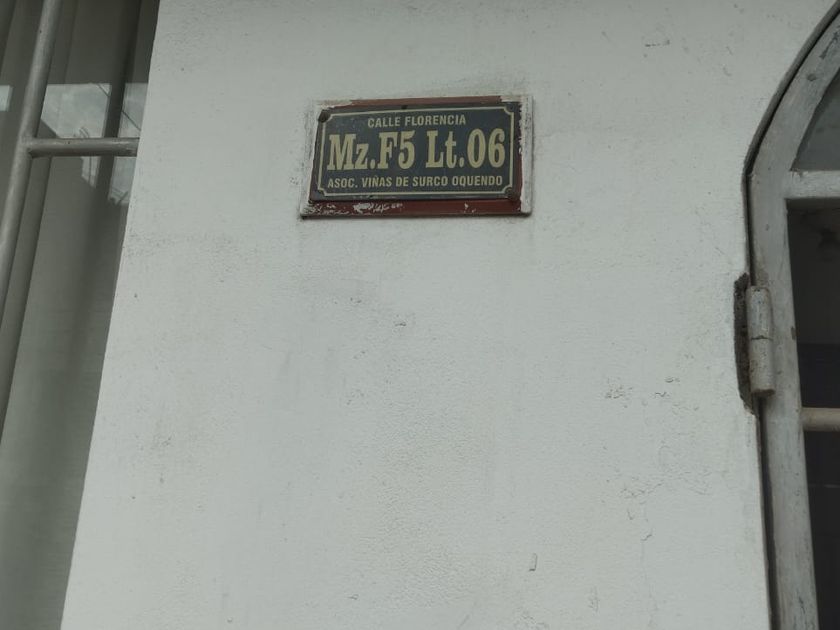 CALLE FLORENCIA
Mz.F5 Lt.06
ASOC. VIÑAS DE SURCO OQUENDO